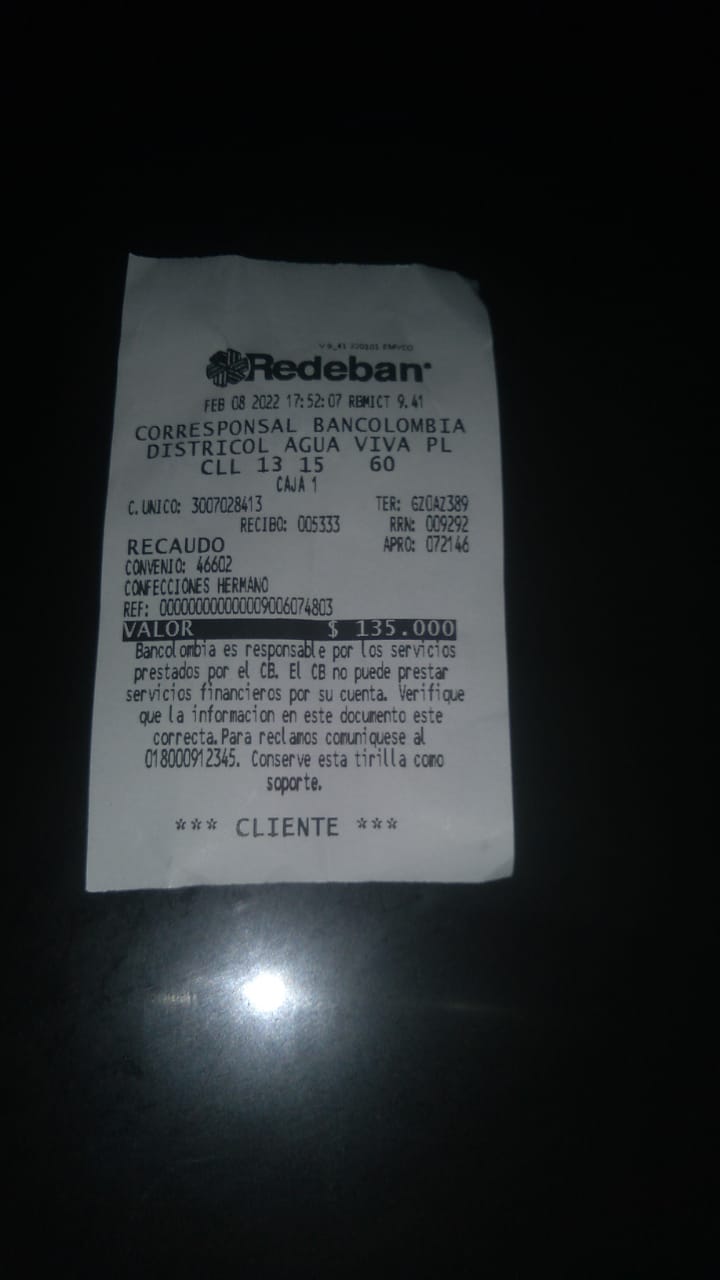 V9_41 220101 EMVCO
Redeban
FEB 08 2022 17:52:07 RBMICT 9.41
CORRESPONSAL BANCOLOMBIA
DISTRICOL AGUA VIVA PL
CLL 13 15 60
CAJA 1
C. UNICO: 3007028413 TER: GZOAZ389
RECIBO: 005333 RRN: 009292
RECAUDO APRO: 072146
CONVENIO: 46602
CONFECCIONES HERMANO
REF: 000000000000009006074803
VALOR $ 135.000
Bancolombia es responsable por los servicios
prestados por el CB. El CB no puede prestar
servicios financieros por su cuenta. Verifique
que la informacion en este documento este
correcta.Para reclamos comuniquese al
018000912345. Conserve esta tirilla como
soporte.
*** CLIENTE ***